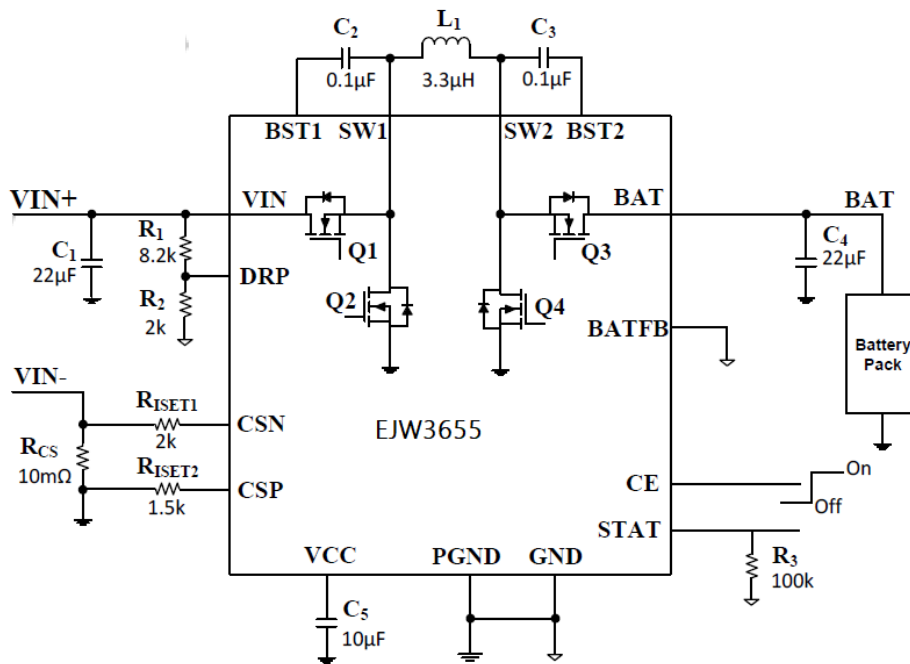 C2
L1
C3
0.1µF
3.3µH
0.1µF
BST1
SW1
SW2
BST2
VIN+
VIN
BAT
BAT
R1
8.2k
C1
22µF
Q1
Q3
C4
22µF
DRP
R2
2k
Q2
Q4
BATFB
Battery
Pack
VIN-
RISET1
2k
CSN
EJW3655
RCS
10mΩ
RISET2
1.5k
CSP
CE
On
Off
STAT
VCC
PGND
GND
R3
100k
C5
10µF